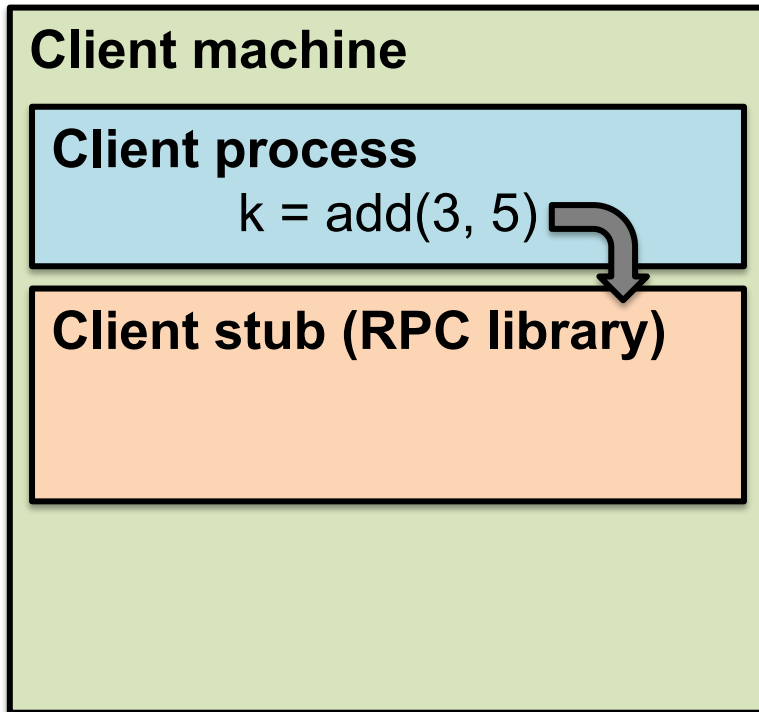 Client machine
Client process
k = add(3, 5)
Client stub (RPC library)